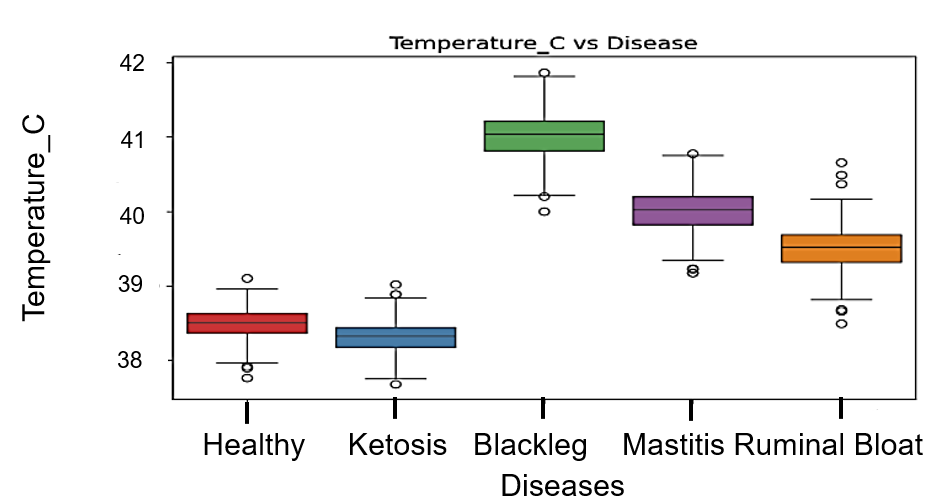 Temperature_C vs Disease
Temperature_C
42
41
40
39
38
Healthy Ketosis Blackleg Mastitis Ruminal Bloat
Diseases